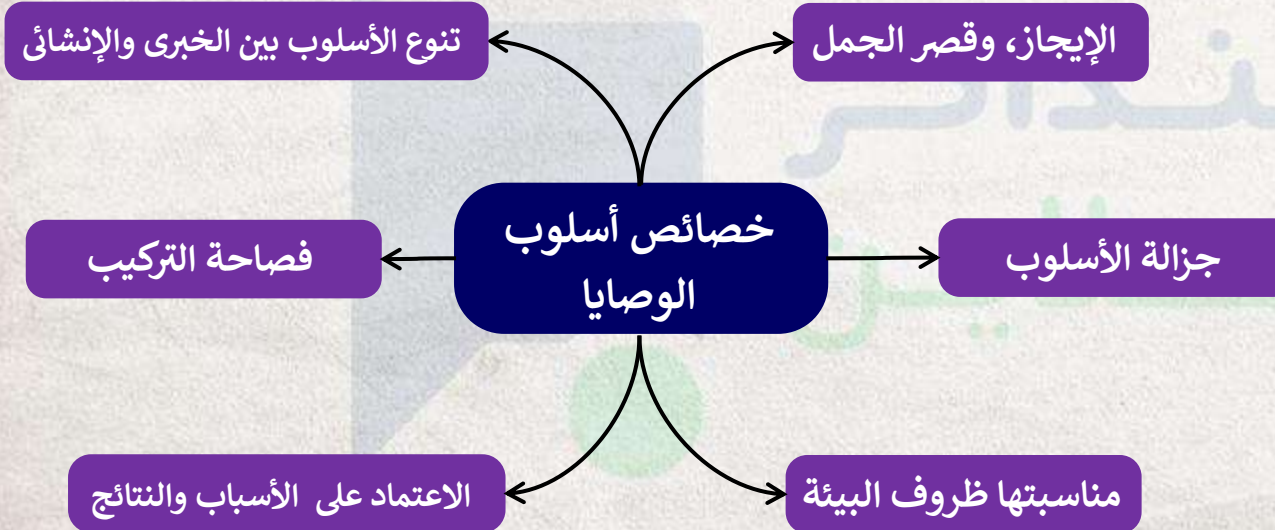 الإيجاز، وقصر الجمل
تنوع الأسلوب بين الخبرى والإنشائى
خصائص أسلوب
الوصايا
جزالة الأسلوب
فصاحة التركيب
مناسبتها ظروف البيئة
الاعتماد على الأسباب والنتائج